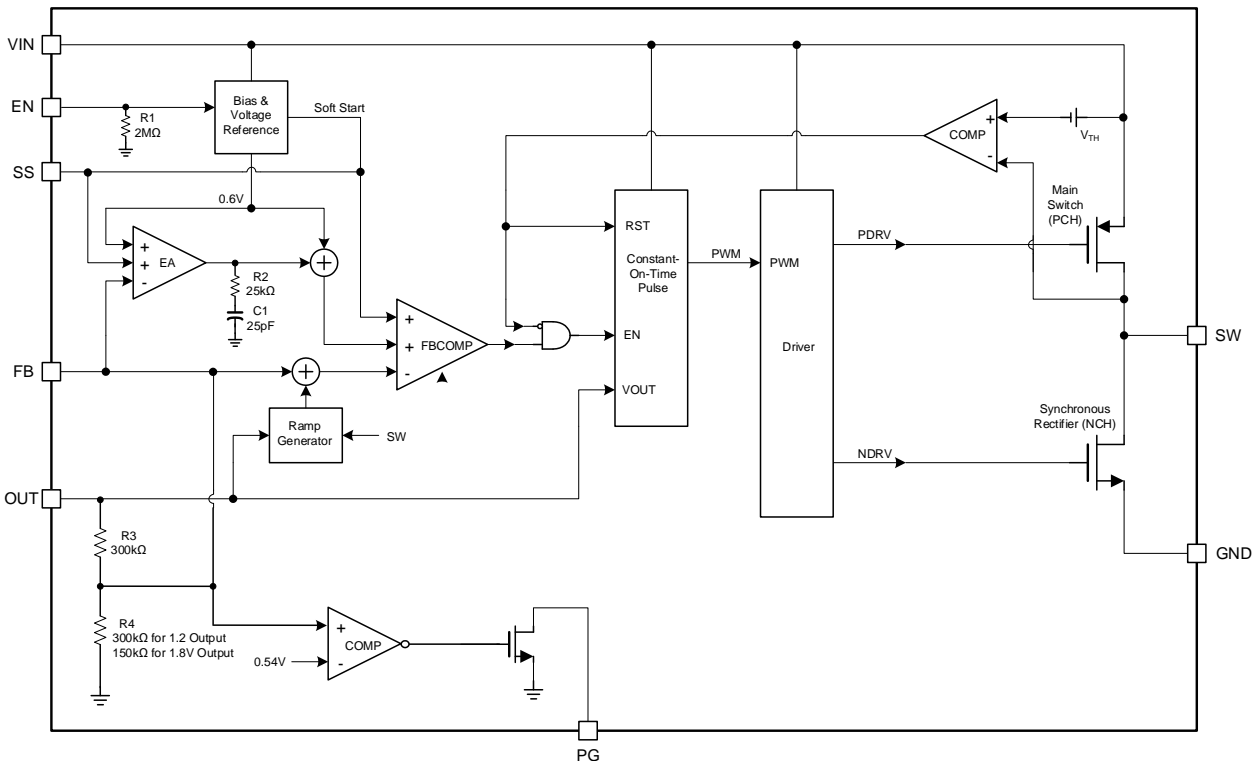 VIN
EN
R1
2MΩ
Bias &
Voltage
Reference
Soft Start
SS
0.6V
+
+
-
EA
R2
25kΩ
C1
25pF
+
+
+
-
FBCOMP
FB
+
Ramp
Generator
SW
OUT
R3
300kΩ
R4
300kΩ for 1.2 Output
150kΩ for 1.8V Output
+
-
COMP
0.54V
PG
RST
Constant-
On-Time
Pulse
EN
VOUT
PWM
PWM
Driver
COMP
+
-
VTH
Main
Switch
(PCH)
PDRV
SW
Synchronous
Rectifier (NCH)
NDRV
GND